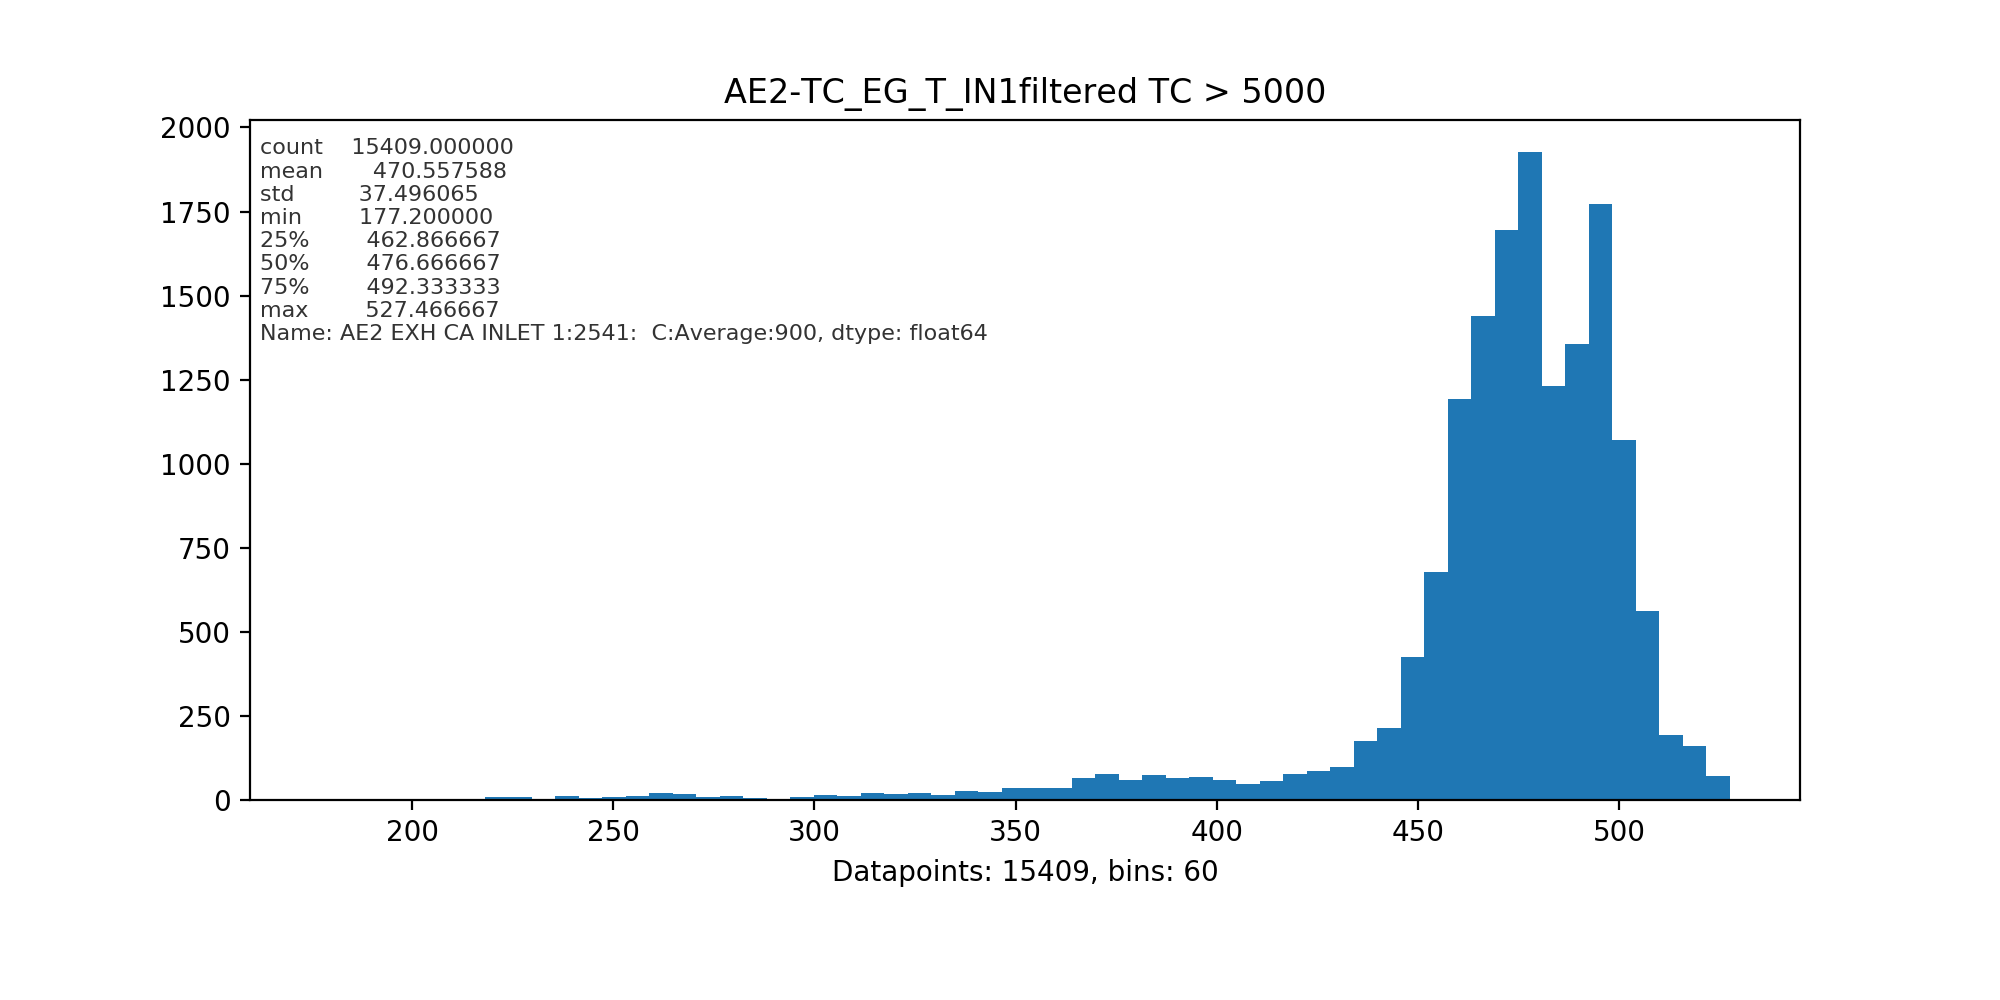 AE2-TC_EG_T_IN1filtered TC > 5000
2000
1750
1500
1250
1000
750
500
250
0
count 15409.000000
mean 470.557588
std 37.496065
min 177.200000
25% 462.866667
50% 476.666667
75% 492.333333
max 527.466667
Name: AE2 EXH CA INLET 1:2541:  C:Average:900, dtype: float64
200 250 300 350 400 450 500
Datapoints: 15409, bins: 60